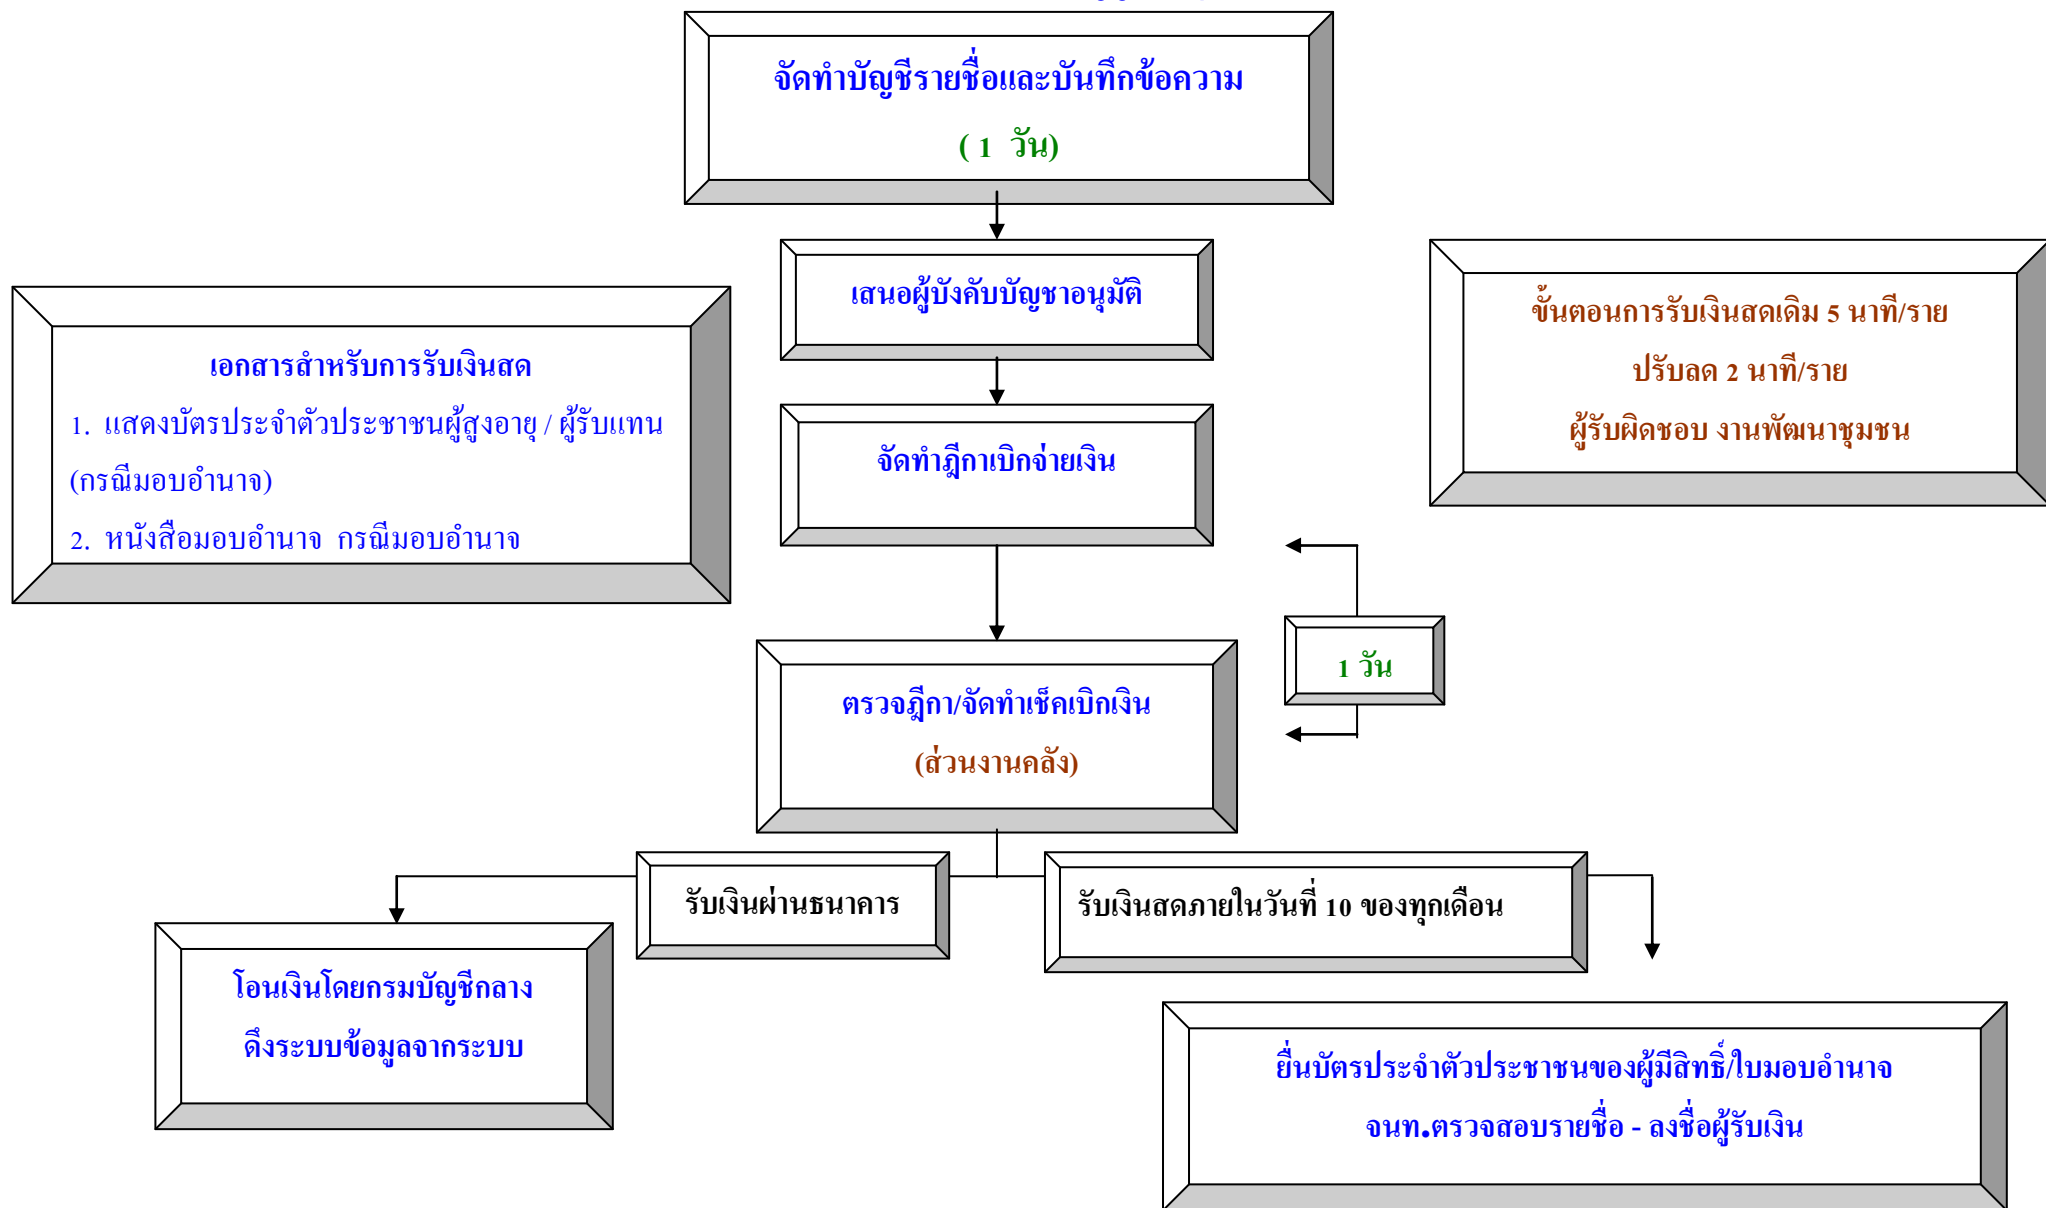 จัดทำบัญชีรายชื่อและบันทึกข้อความ
( 1 วัน)
เสนอผู้บังคับบัญชาอนุมัติ
ขั้นตอนการรับเงินสดเดิม 5 นาที/ราย
ปรับลด 2 นาที/ราย
ผู้รับผิดชอบ งานพัฒนาชุมชน
เอกสารสำหรับการรับเงินสด
1. แสดงบัตรประจำตัวประชาชนผู้สูงอายุ / ผู้รับแทน
(กรณีมอบอำนาจ)
2. หนังสือมอบอำนาจ กรณีมอบอำนาจ
จัดทำฎีกาเบิกจ่ายเงิน
1 วัน
ตรวจฎีกา/จัดทำเช็คเบิกเงิน
(ส่วนงานคลัง)
รับเงินผ่านธนาคาร
รับเงินสดภายในวันที่ 10 ของทุกเดือน
โอนเงินโดยกรมบัญชีกลาง
ดึงระบบข้อมูลจากระบบ
ยื่นบัตรประจำตัวประชาชนของผู้มีสิทธิ์/ใบมอบอำนาจ
จนท.ตรวจสอบรายชื่อ - ลงชื่อผู้รับเงิน